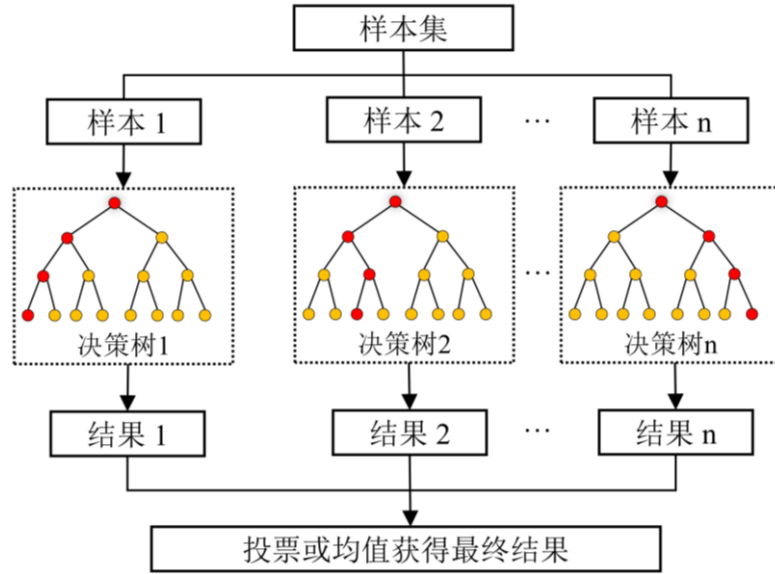 样本集
样本 1
样本 2
···
样本 n
···
决策树1
决策树2
决策树n
结果 1
结果 2
···
结果 n
投票或均值获得最终结果